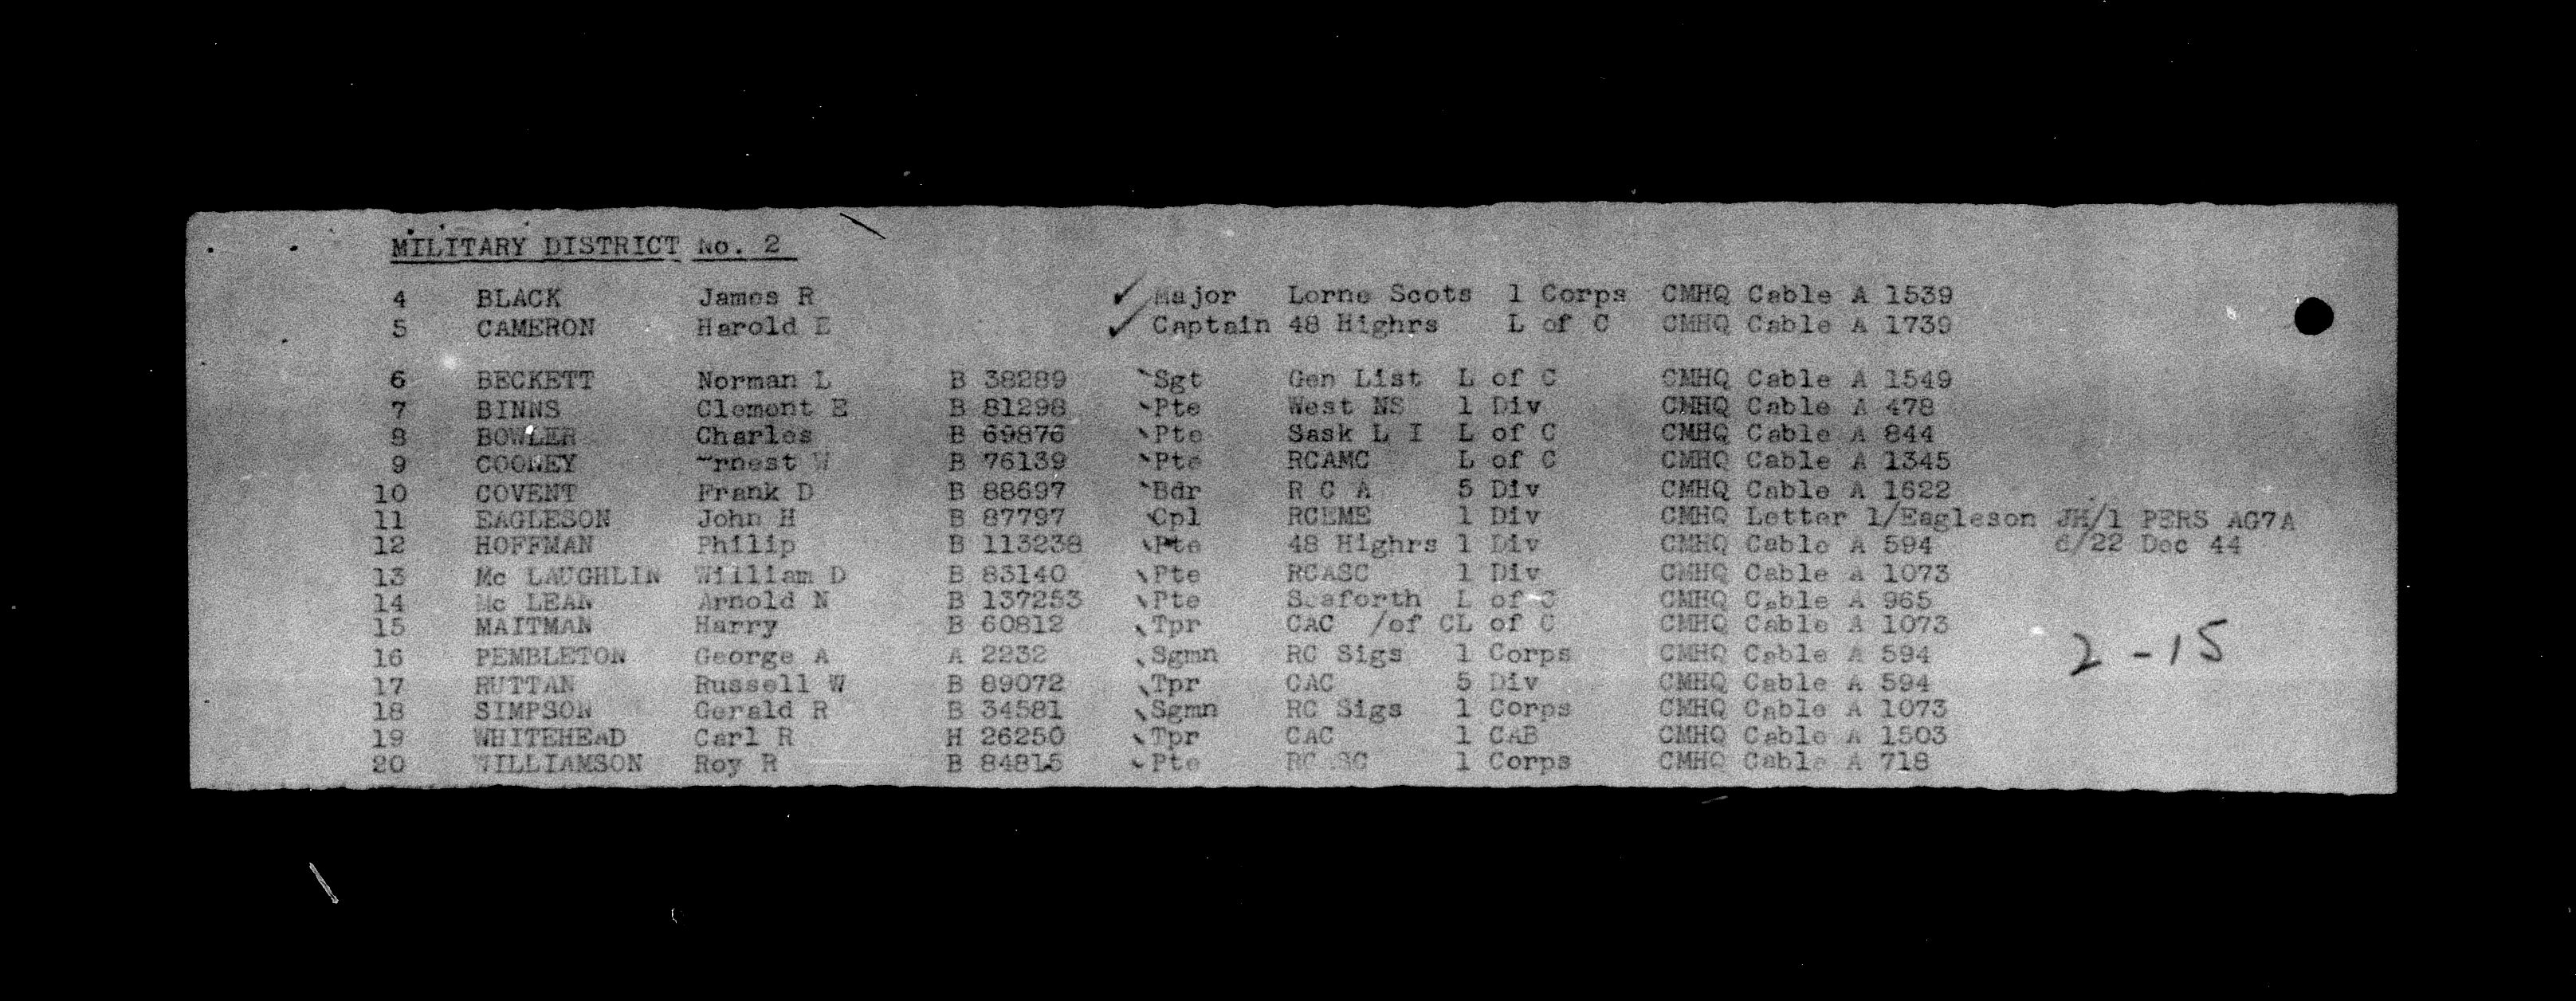 MILITARY DISTRICT No. 2
4 BLACK James R ✓ Major Lorne Scots 1 Corps CMHQ Cable A 1539
5 CAMERON Harold E ✓ Captain 48 Highrs L of C CMHQ Cable A 1739
6 BECKETT Norman L B 38289 Sgt Gen List L of C CMHQ Cable A 1549
7 BINNS Clement E B 81298 Pte West NS 1 Div CMHQ Cable A 478
8 BOWLER Charles B 69876 Pte Sask L I L of C CMHQ Cable A 844
9 COONEY Ernest W B 76139 Pte RCAMC L of C CMHQ Cable A 1345
10 COVENT Frank D B 88697 Bdr R C A 5 Div CMHQ Cable A 1622
11 EAGLESON John H B 87797 Cpl RCEME 1 Div CMHQ Letter 1/Eagleson JH/1 PERS AG7A
12 HOFFMAN Philip B 113238 Pte 48 Highrs 1 Div CMHQ Cable A 594 6/22 Dec 44
13 Mc LAUGHLIN William D B 83140 Pte RCASC 1 Div CMHQ Cable A 1073
14 Mc LEAN Arnold N B 137253 Pte Seaforth L of C CMHQ Cable A 965
15 MAITMAN Harry B 60812 Tpr CAC /of CL of C CMHQ Cable A 1073
16 PEMBLETON George A A 2232 Sgmn RC Sigs 1 Corps CMHQ Cable A 594
2-15
17 RUTTAN Russell W B 89072 Tpr CAC 5 Div CMHQ Cable A 594
18 SIMPSON Gerald R B 34581 Sgmn RC Sigs 1 Corps CMHQ Cable A 1073
19 WHITEHEAD Carl R H 26250 Tpr CAC 1 CAB CMHQ Cable A 1503
20 WILLIAMSON Roy R B 84815 Pte RCASC 1 Corps CMHQ Cable A 718